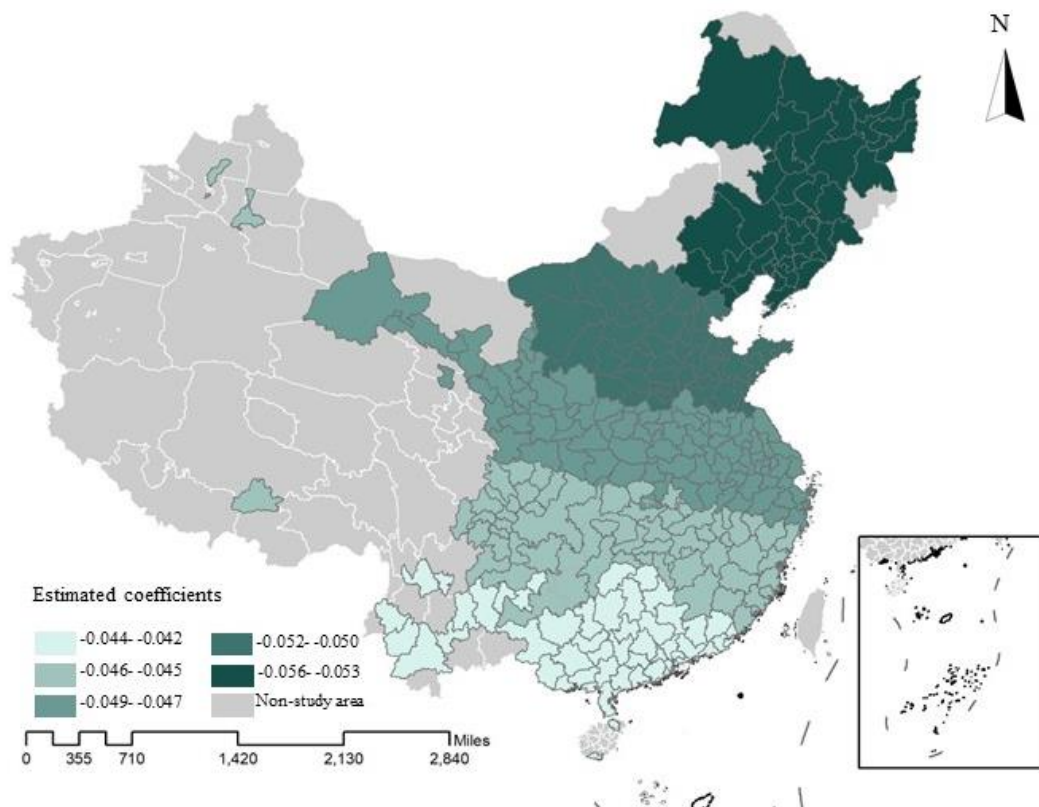 N
Estimated coefficients
-0.044- -0.042
-0.046- -0.045
-0.049- -0.047
-0.052- -0.050
-0.056- -0.053
Non-study area
Miles
0 355 710 1,420 2,130 2,840